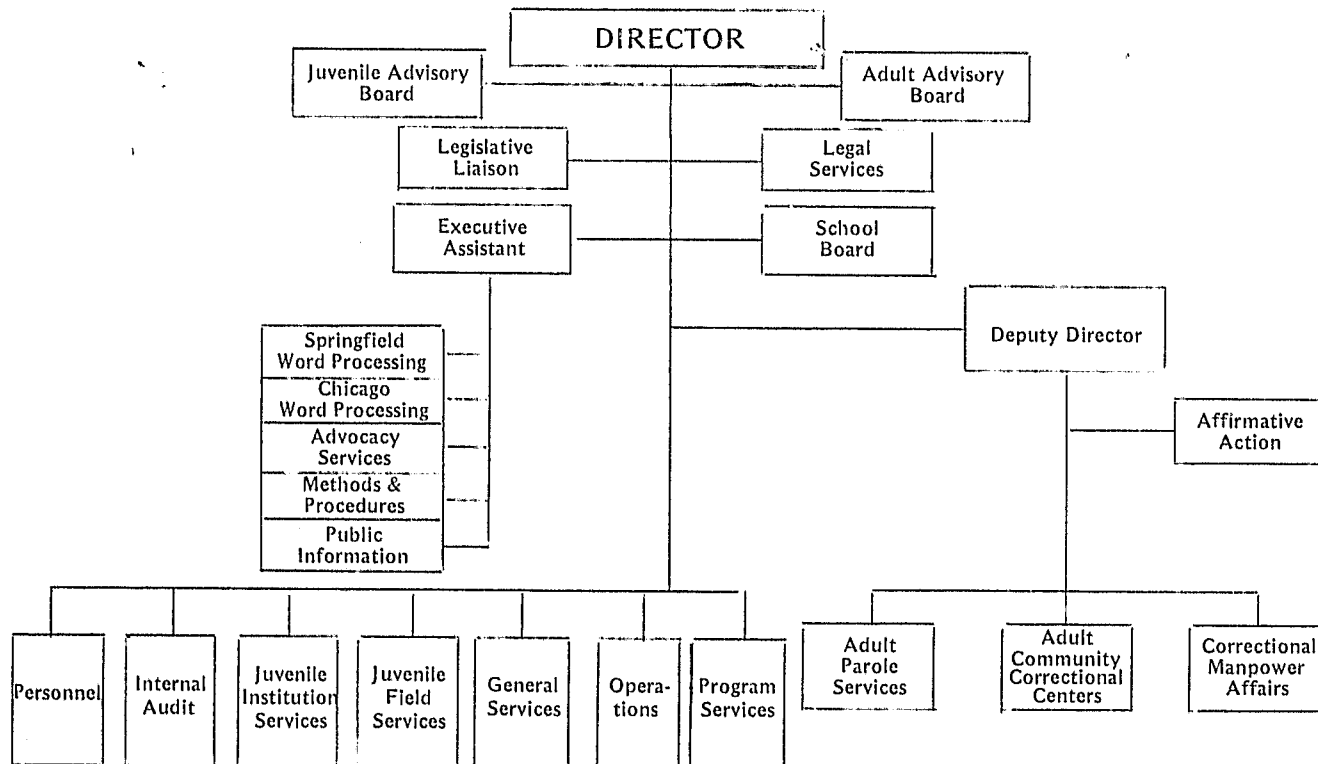 DIRECTOR
Juvenile Advisory
Board
Adult Advisory
Board
Legislative
Liaison
Legal
Services
Executive
Assistant
School
Board
Deputy Director
Springfield
Word Processing
Chicago
Word Processing
Advocacy
Services
Methods &
Procedures
Public
Information
Affirmative
Action
Personnel
Internal
Audit
Juvenile
Institution
Services
Juvenile
Field
Services
General
Services
Opera-
tions
Program
Services
Adult
Parole
Services
Adult
Community
Correctional
Centers
Correctional
Manpower
Affairs